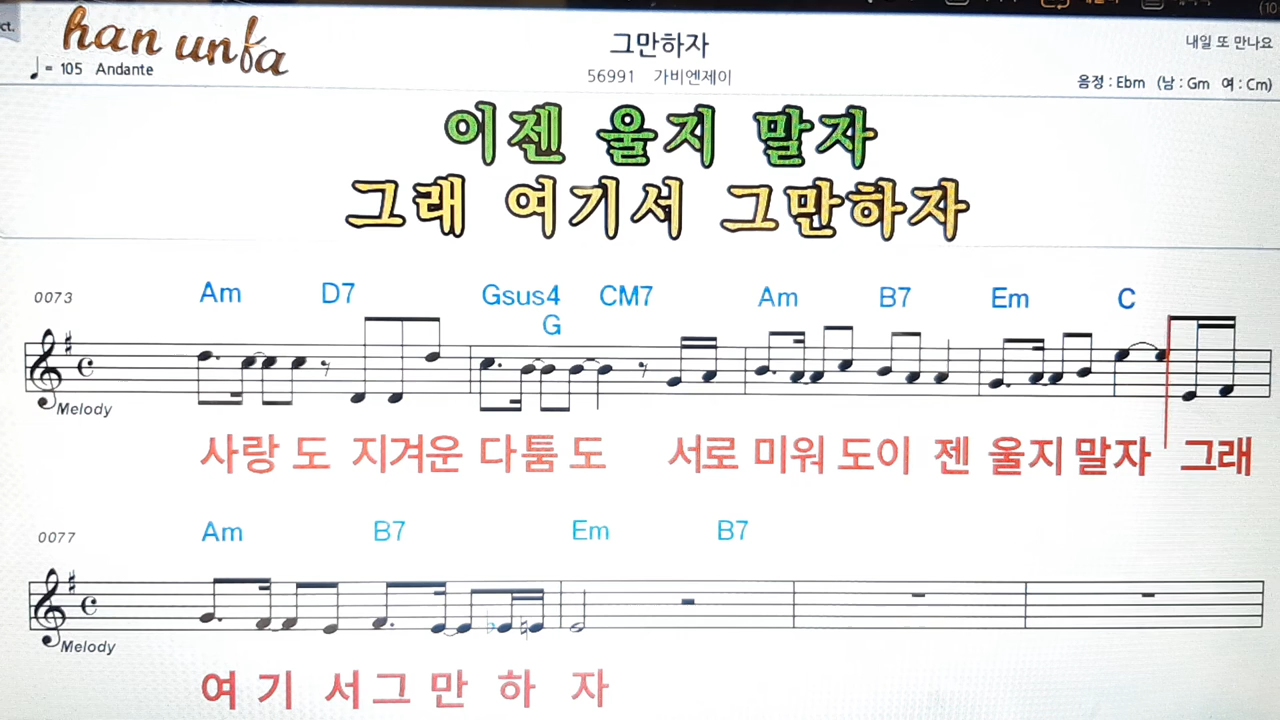 ct.
han unfa
그만하자
내일 또 만나요
♩= 105 Andante
56991 가비엔제이
음정 : Ebm (남 : Gm 여 : Cm)
이젠 울지 말자
그래 여기서 그만하자
0073
Am D7 Gsus4 CM7 Am B7 Em C
G
Melody
사랑 도 지겨운 다툼 도 서로 미워 도이 젠 울지 말자 그래
0077
Am B7 Em B7
Melody
여 기 서 그 만 하 자